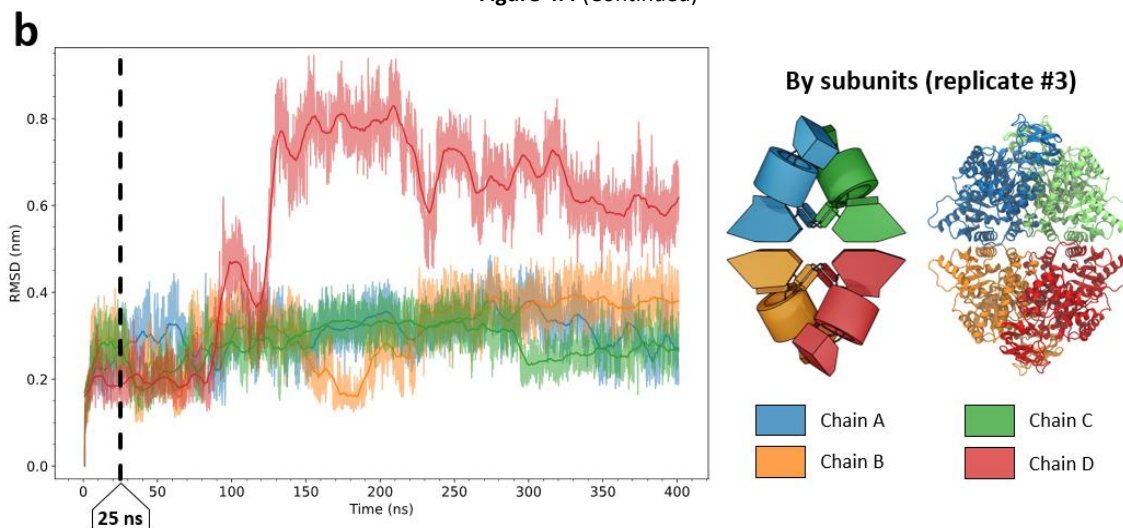 b
0.8
0.6
0.4
0.2
0.0
RMSD (nm)
0 50 100 150 200 250 300 350 400
Time (ns)
25 ns
By subunits (replicate #3)
Chain A
Chain C
Chain B
Chain D